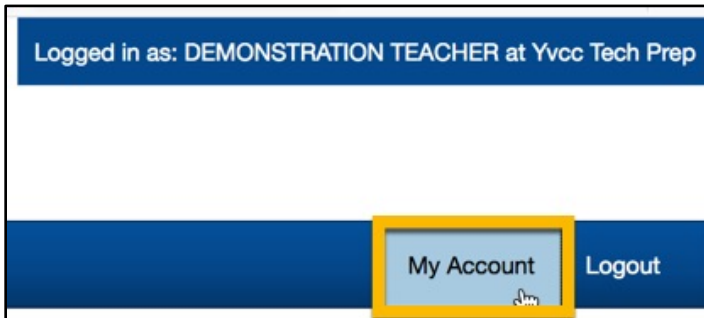 Logged in as: DEMONSTRATION TEACHER at Yvcc Tech Prep
My Account Logout